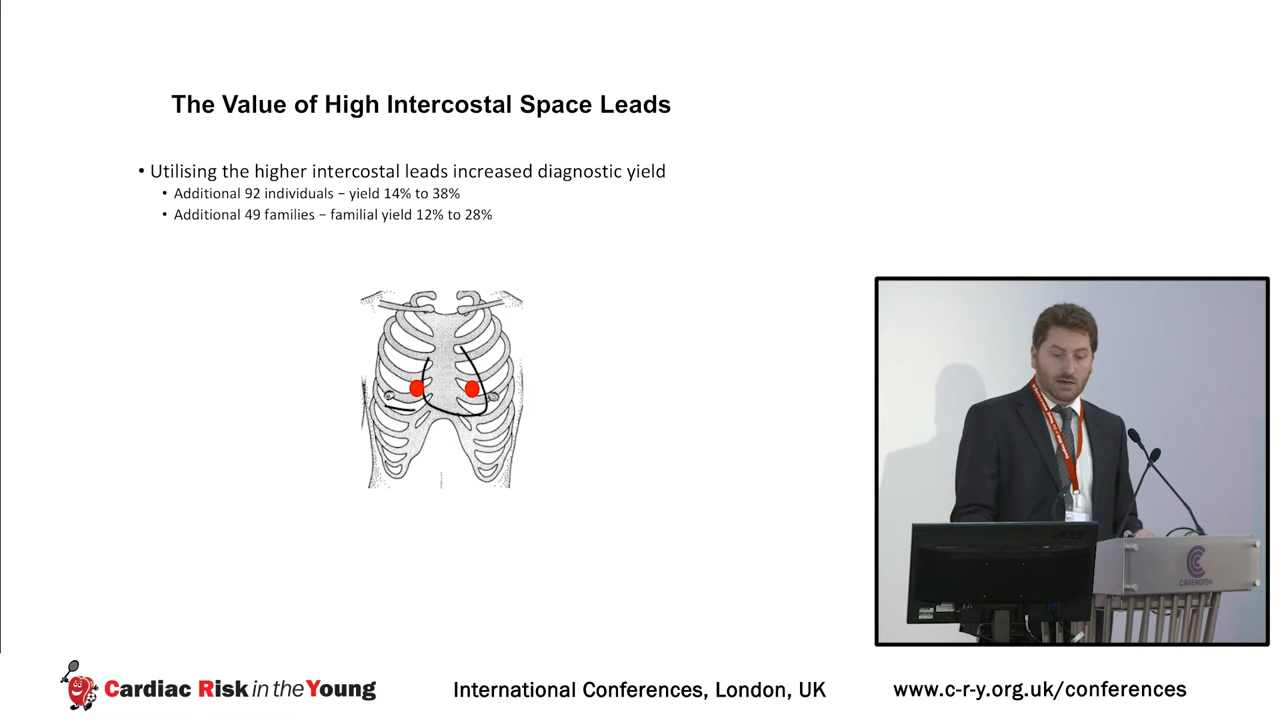 The Value of High Intercostal Space Leads
• Utilising the higher intercostal leads increased diagnostic yield
• Additional 92 individuals – yield 14% to 38%
• Additional 49 families – familial yield 12% to 28%
CAVENDISH
Cardiac Risk in the Young
International Conferences, London, UK
www.c-r-y.org.uk/conferences